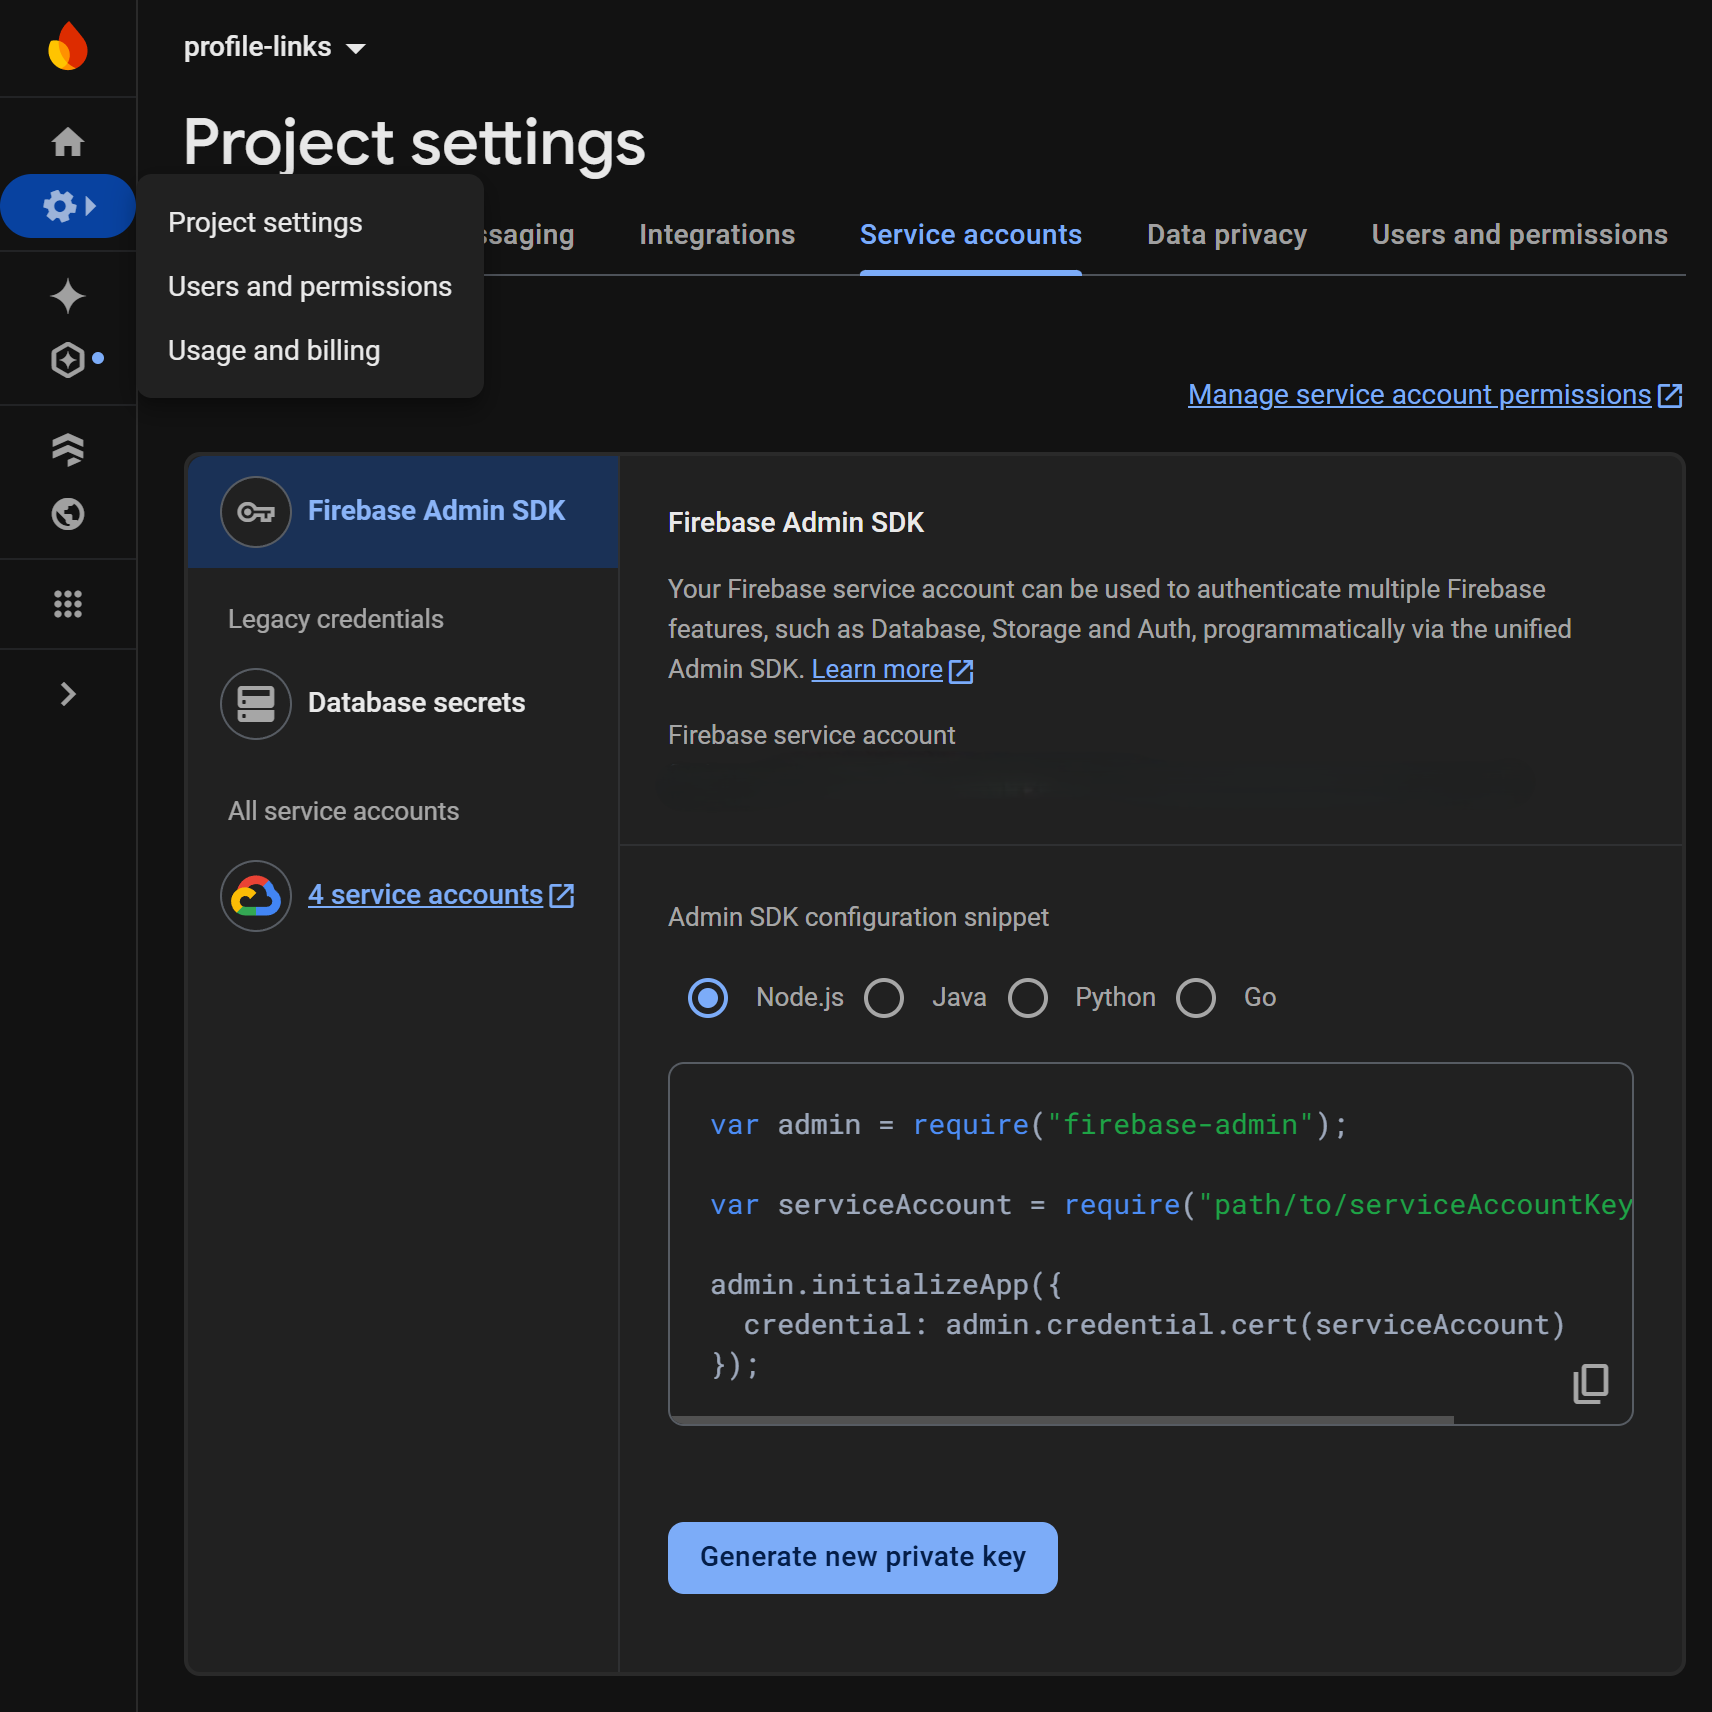 profile-links
Project settings
Project settings
Users and permissions
Usage and billing
ssaging
Integrations
Service accounts
Data privacy
Users and permissions
Manage service account permissions
Firebase Admin SDK
Legacy credentials
Database secrets
All service accounts
4 service accounts
Firebase Admin SDK
Your Firebase service account can be used to authenticate multiple Firebase
features, such as Database, Storage and Auth, programmatically via the unified
Admin SDK. Learn more
Firebase service account
Admin SDK configuration snippet
Node.js
Java
Python
Go
var admin = require("firebase-admin");
var serviceAccount = require("path/to/serviceAccountKey
admin.initializeApp({
  credential: admin.credential.cert(serviceAccount)
});
Generate new private key